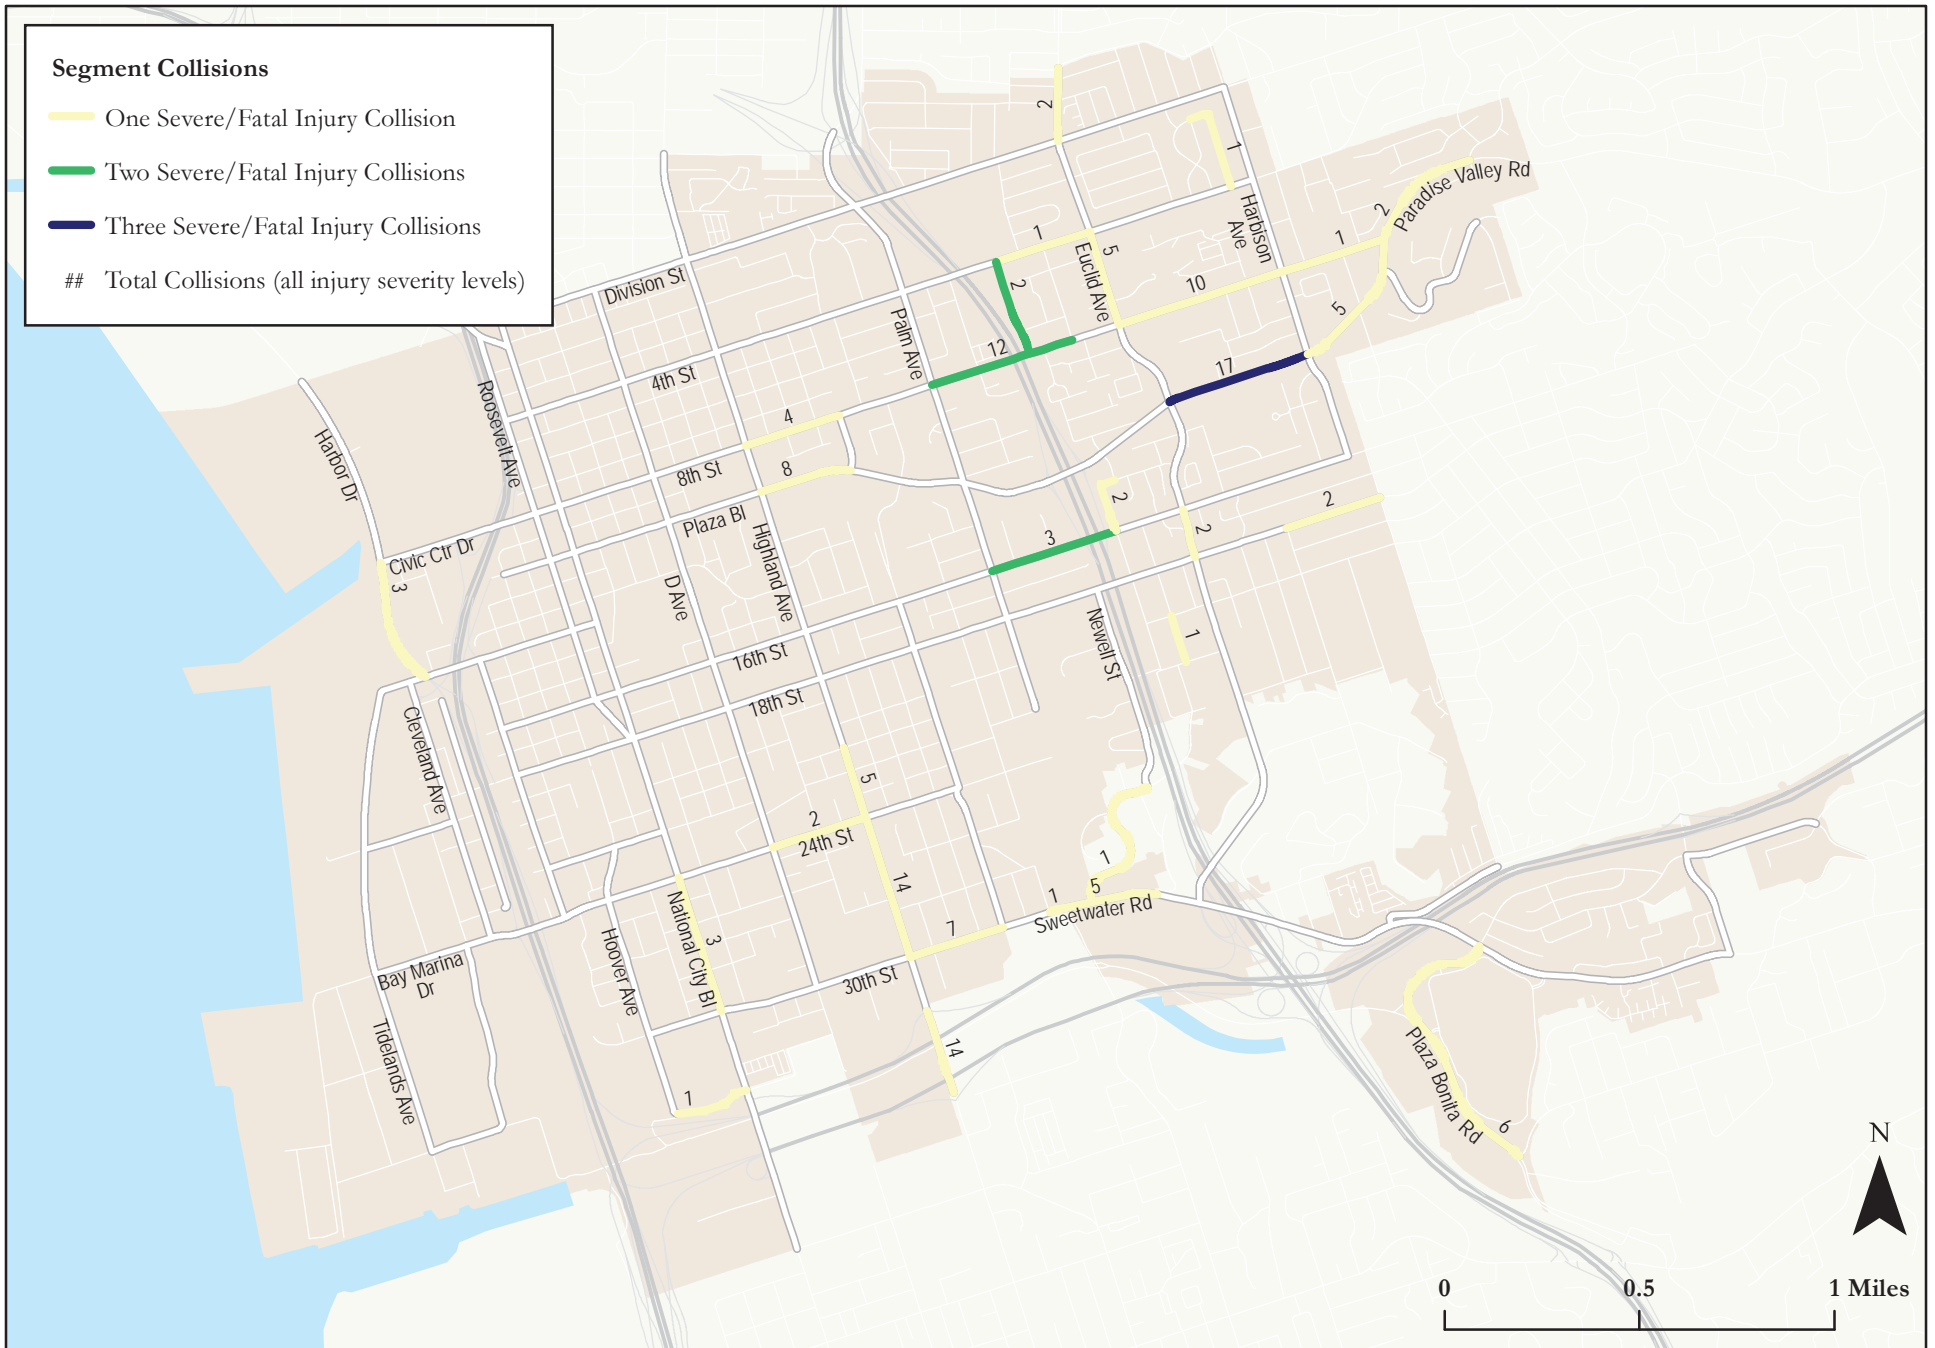 Segment Collisions
One Severe/Fatal Injury Collision
Two Severe/Fatal Injury Collisions
Three Severe/Fatal Injury Collisions
## Total Collisions (all injury severity levels)
2
1
Paradise Valley Rd
2
Harbison
Ave
1
5
1
Euclid Ave
10
2
Division St
5
Palm Ave
12
17
4th St
Roosevelt Ave
4
Harbor Dr
8th St
8
2
2
Plaza Bl
2
3
Highland Ave
Civic Ctr Dr
3
D Ave
Newell St
1
16th St
18th St
Cleveland Ave
5
2
24th St
1
14
5
1
Sweetwater Rd
National City Bl
3
7
Hoover Ave
30th St
Bay Marina
Dr
14
Tidelands Ave
1
Plaza Bonita Rd
6
N
0 0.5 1 Miles